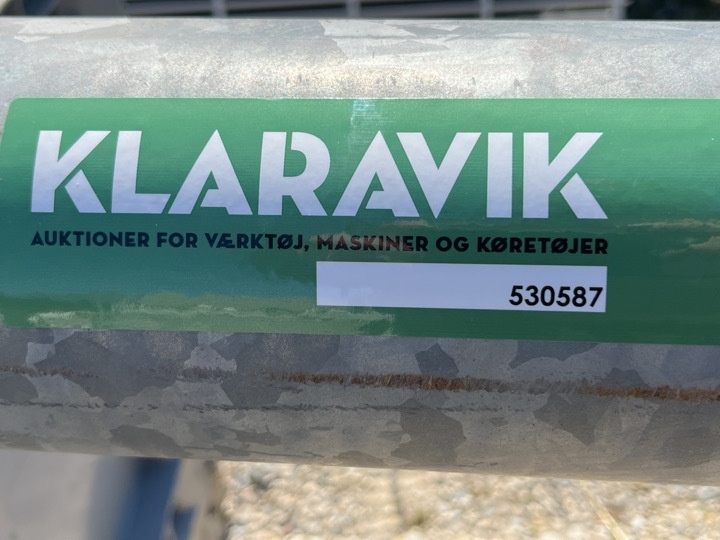 KLARAVIK
AUKTIONER FOR VÆRKTØJ, MASKINER OG KØRETØJER
530587